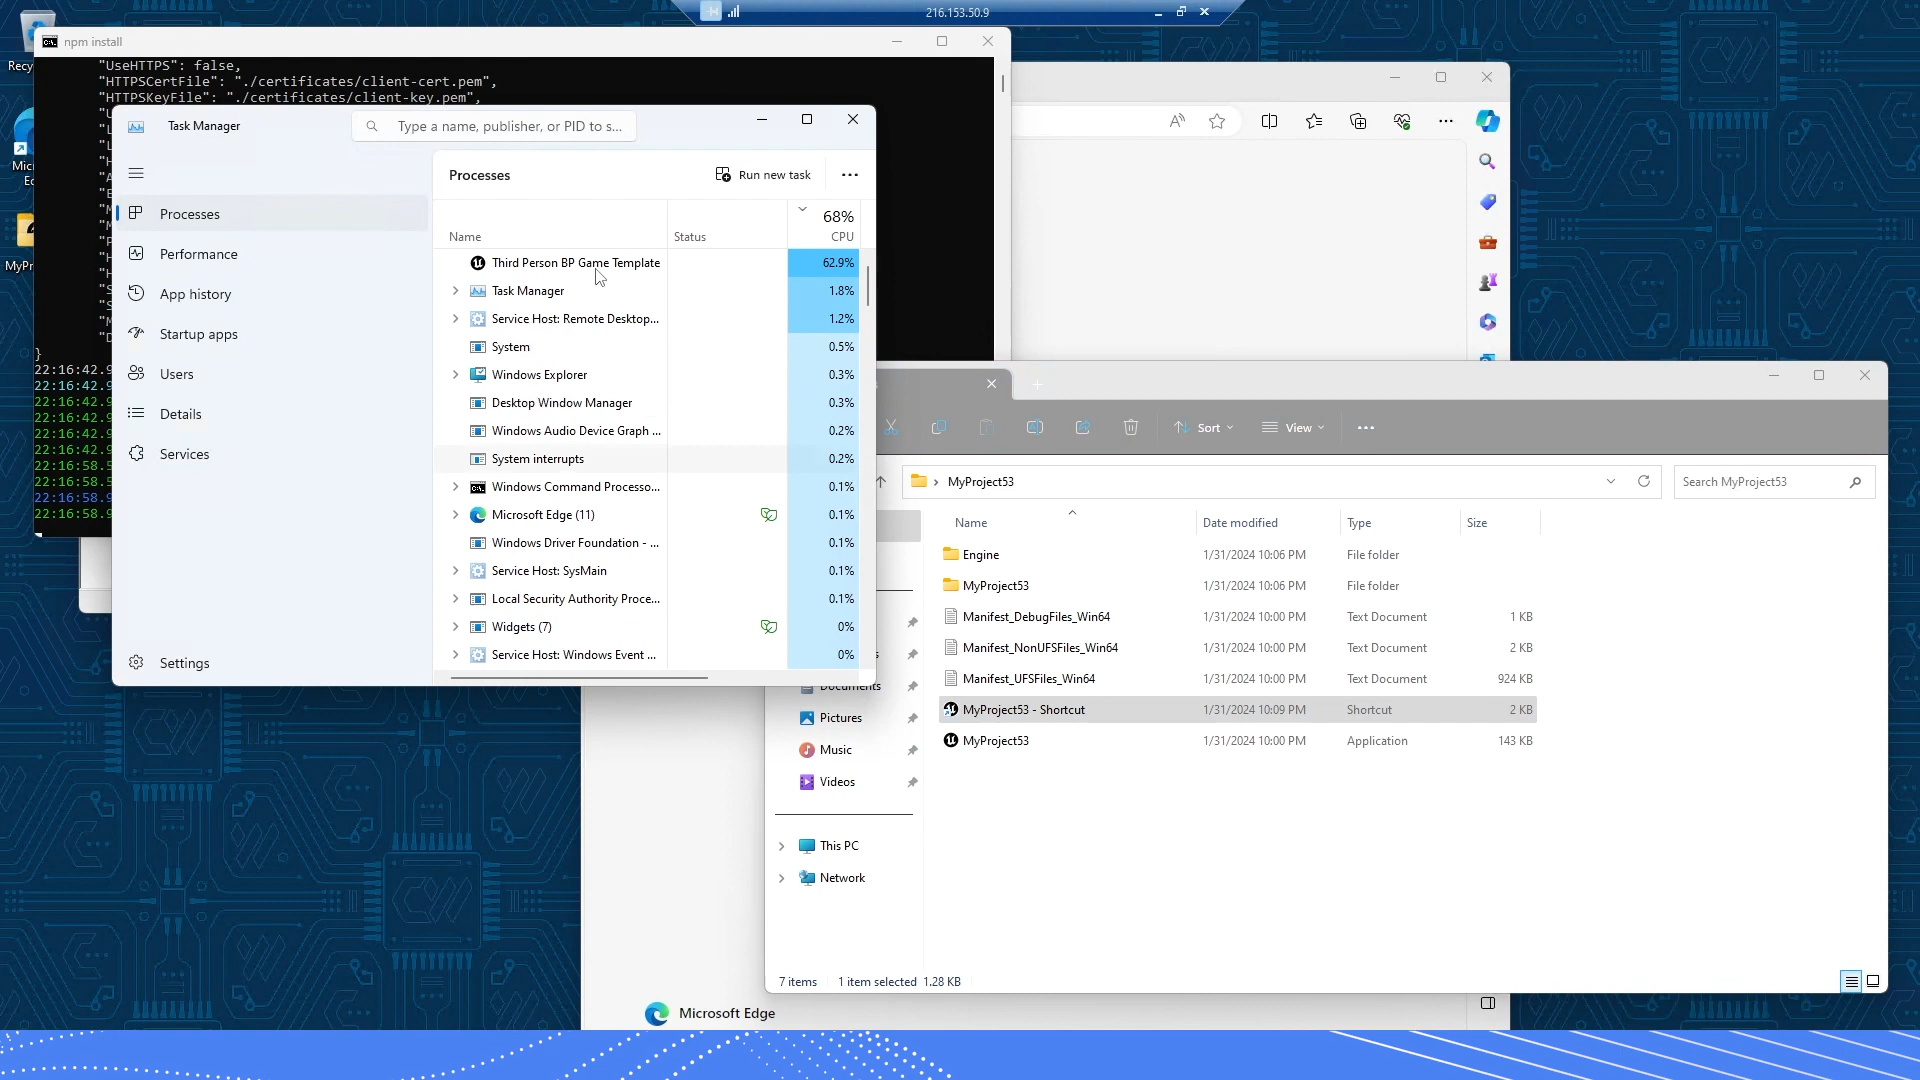 216.153.50.9
Recy
npm install
"UseHTTPS": false,
"HTTPSCertFile": "./certificates/client-cert.pem",
"HTTPSKeyFile": "./certificates/client-key.pem",
}
22:16:42.9
22:16:42.9
22:16:42.9
22:16:42.9
22:16:42.9
22:16:42.9
22:16:58.5
22:16:58.5
22:16:58.9
22:16:58.9
Task Manager
Type a name, publisher, or PID to s...
Processes
Performance
App history
Startup apps
Users
Details
Services
Settings
Processes
Run new task
Name
Status
68%
CPU
Third Person BP Game Template 62.9%
Task Manager 1.8%
Service Host: Remote Desktop... 1.2%
System 0.5%
Windows Explorer 0.3%
Desktop Window Manager 0.3%
Windows Audio Device Graph ... 0.2%
System interrupts 0.2%
Windows Command Processo... 0.1%
Microsoft Edge (11) 0.1%
Windows Driver Foundation - ... 0.1%
Service Host: SysMain 0.1%
Local Security Authority Proce... 0.1%
Widgets (7) 0%
Service Host: Windows Event ... 0%
Sort
View
MyProject53
Search MyProject53
Name Date modified Type Size
Engine 1/31/2024 10:06 PM File folder
MyProject53 1/31/2024 10:06 PM File folder
Manifest_DebugFiles_Win64 1/31/2024 10:00 PM Text Document 1 KB
Manifest_NonUFSFiles_Win64 1/31/2024 10:00 PM Text Document 2 KB
Manifest_UFSFiles_Win64 1/31/2024 10:00 PM Text Document 924 KB
MyProject53 - Shortcut 1/31/2024 10:09 PM Shortcut 2 KB
MyProject53 1/31/2024 10:00 PM Application 143 KB
Documents
Pictures
Music
Videos
This PC
Network
7 items 1 item selected 1.28 KB
Microsoft Edge